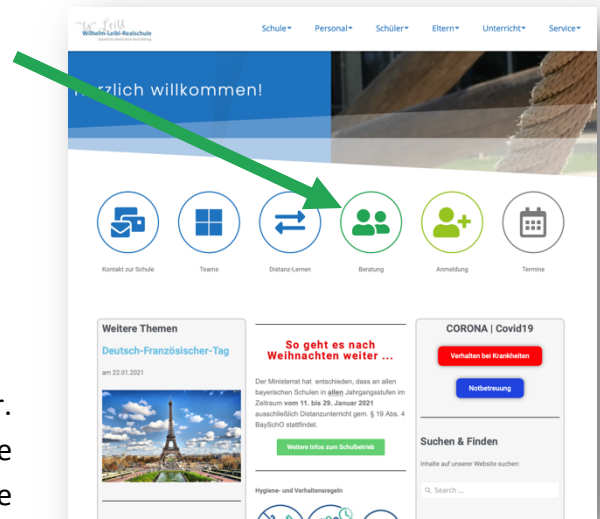 W. Leibl
Wilhelm-Leibl-Realschule
Schule
Personal
Schüler
Eltern
Unterricht
Service
Herzlich willkommen!
Kontakt zur Schule
Teams
Distanz-Lernen
Beratung
Anmeldung
Termine
Weitere Themen
Deutsch-Französischer-Tag
am 22.01.2021
So geht es nach
Weihnachten weiter ...
Der Ministerrat hat entschieden, dass an allen
bayerischen Schulen in allen Jahrgangsstufen im
Zeitraum vom 11. bis 29. Januar 2021
ausschließlich Distanzunterricht gem. § 19 Abs. 4
BaySchO stattfindet.
Weitere Infos zum Schulbetrieb
Hygiene- und Verhaltensregeln
CORONA | Covid19
Verhalten bei Krankheiten
Notbetreuung
Suchen & Finden
Inhalte auf unserer Website suchen:
Search ...
r.
e
e